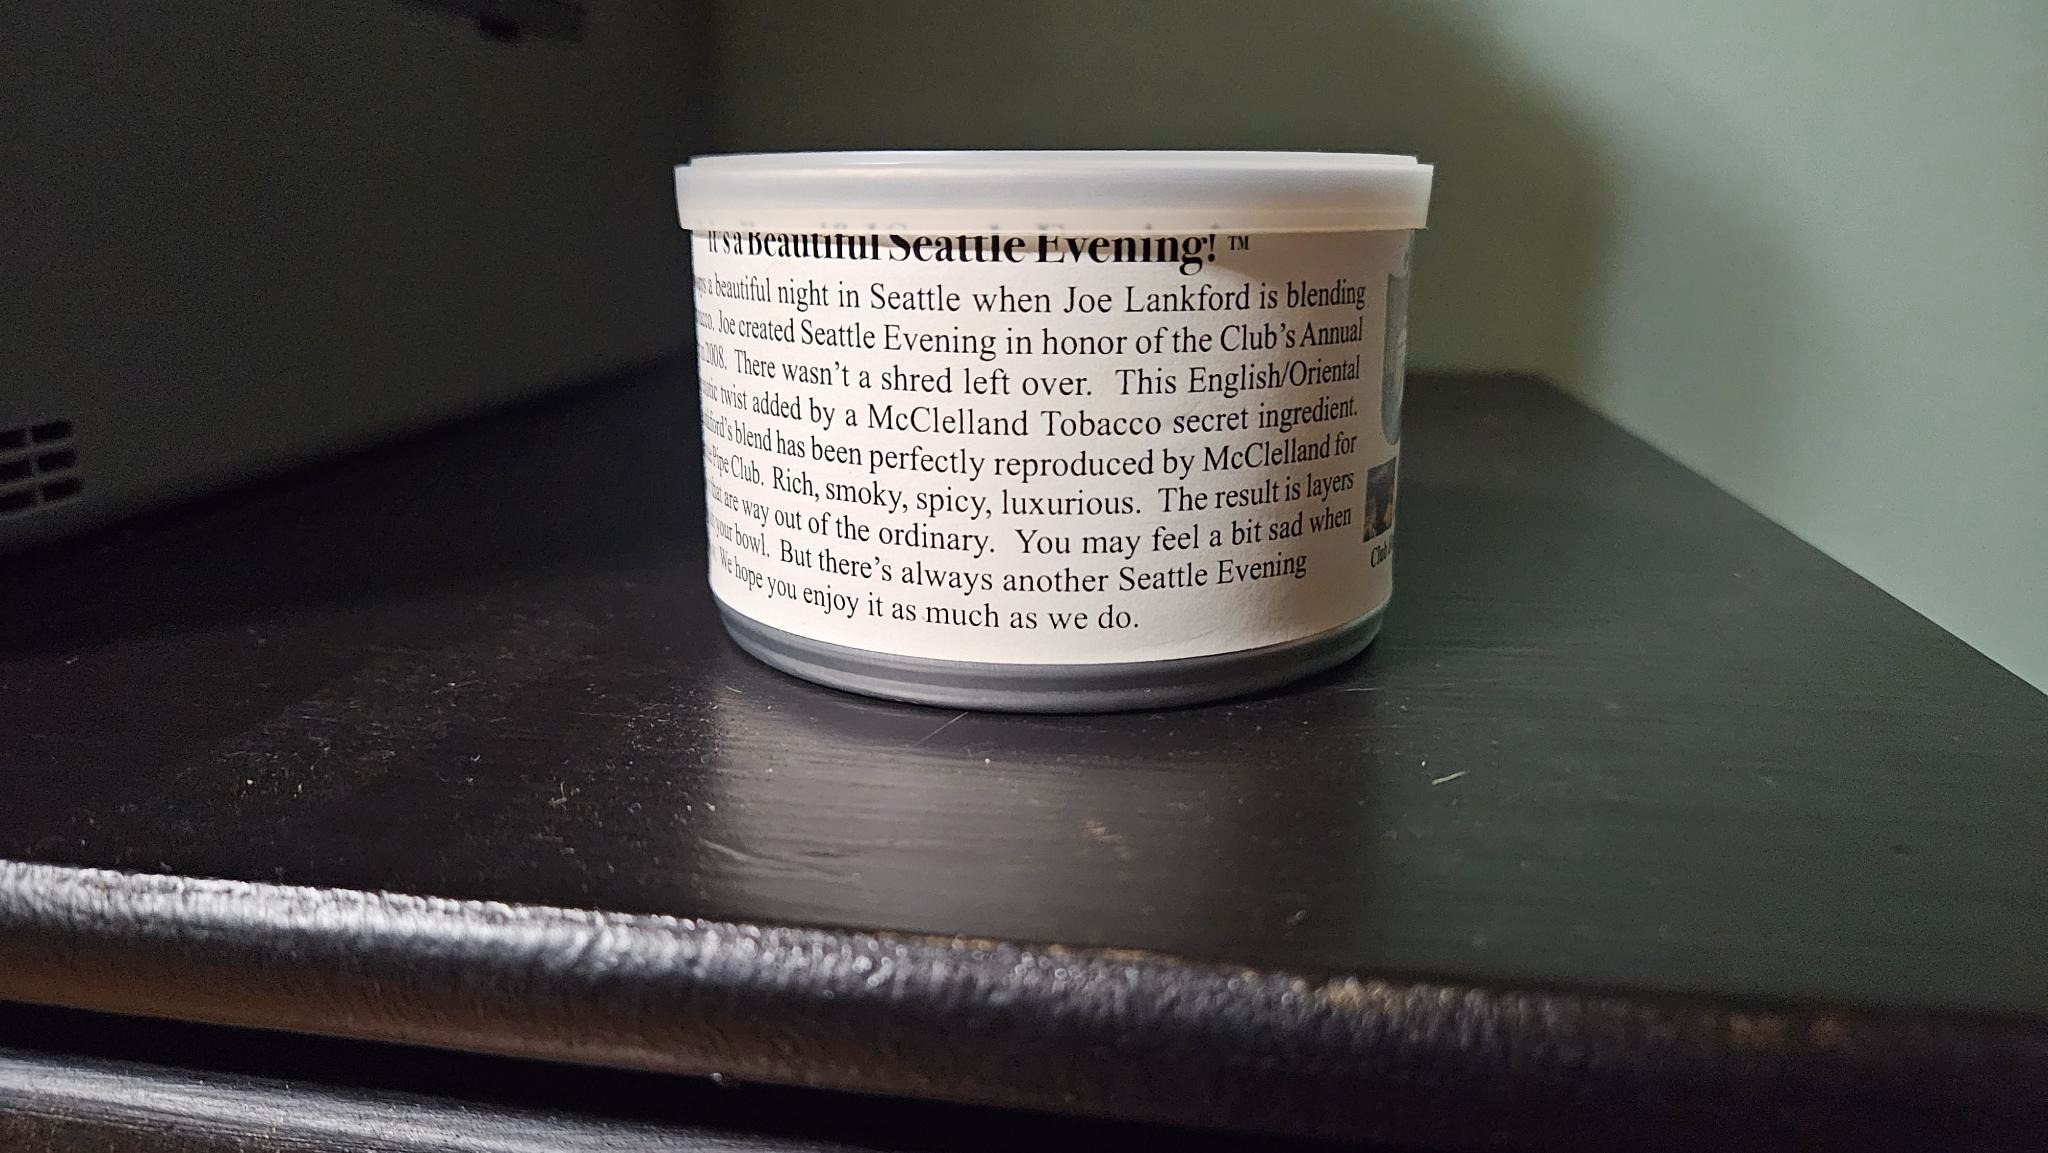 It's a Beautiful Seattle Evening! ™
a beautiful night in Seattle when Joe Lankford is blending
Joe created Seattle Evening in honor of the Club's Annual
2008. There wasn't a shred left over. This English/Oriental
twist added by a McClelland Tobacco secret ingredient.
blend has been perfectly reproduced by McClelland for
Pipe Club. Rich, smoky, spicy, luxurious. The result is layers
that are way out of the ordinary. You may feel a bit sad when
your bowl. But there's always another Seattle Evening
We hope you enjoy it as much as we do.
Club